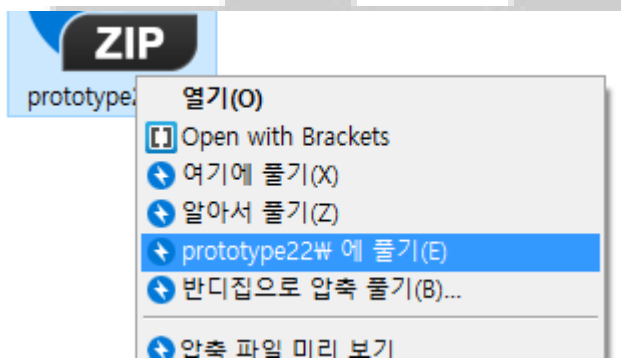 ZIP
prototype2
열기(O)
Open with Brackets
여기에 풀기(X)
알아서 풀기(Z)
prototype22₩ 에 풀기(E)
반디집으로 압축 풀기(B)...
압축 파일 미리 보기